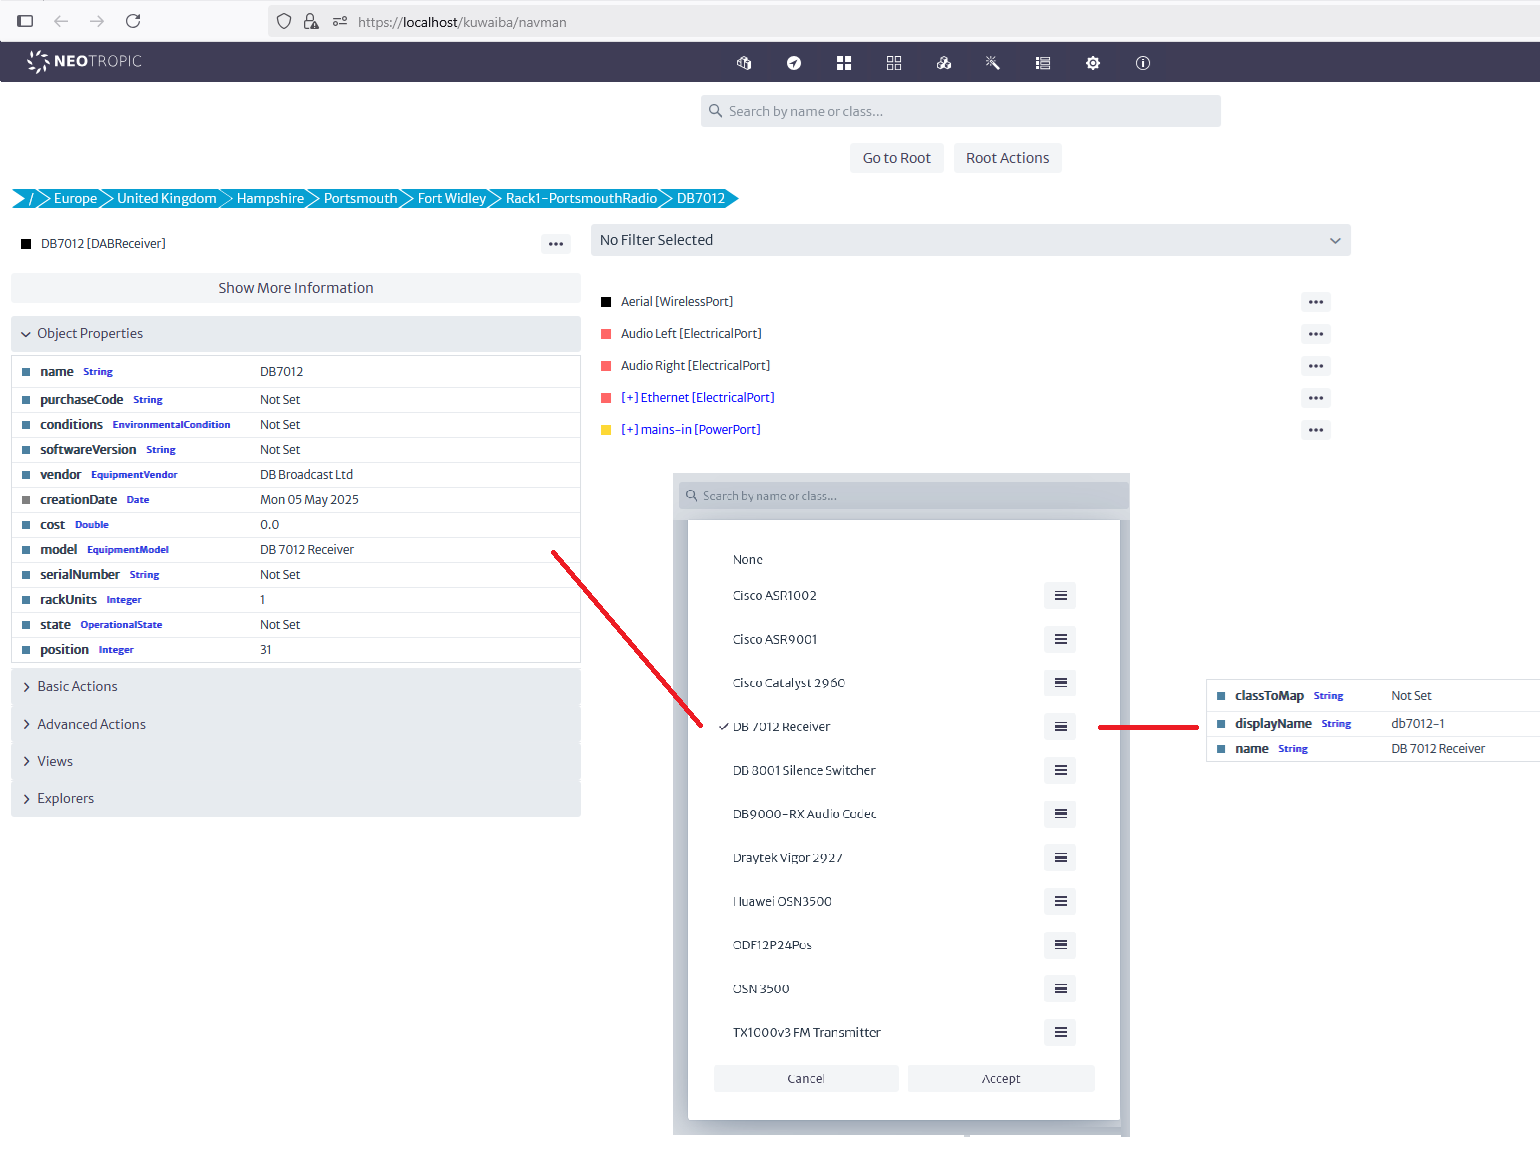 https://localhost/kuwaiba/navman
NEOTROPIC
Search by name or class...
Go to Root
Root Actions
/
Europe
United Kingdom
Hampshire
Portsmouth
Fort Widley
Rack1-PortsmouthRadio
DB7012
DB7012 [DABReceiver]
Show More Information
Object Properties
name String DB7012
purchaseCode String Not Set
conditions EnvironmentalCondition Not Set
softwareVersion String Not Set
vendor EquipmentVendor DB Broadcast Ltd
creationDate Date Mon 05 May 2025
cost Double 0.0
model EquipmentModel DB 7012 Receiver
serialNumber String Not Set
rackUnits Integer 1
state OperationalState Not Set
position Integer 31
Basic Actions
Advanced Actions
Views
Explorers
No Filter Selected
Aerial [WirelessPort]
Audio Left [ElectricalPort]
Audio Right [ElectricalPort]
[+] Ethernet [ElectricalPort]
[+] mains-in [PowerPort]
Search by name or class...
None
Cisco ASR1002
Cisco ASR9001
Cisco Catalyst 2960
DB 7012 Receiver
DB 8001 Silence Switcher
DB9000-RX Audio Codec
Draytek Vigor 2927
Huawei OSN3500
ODF12P24Pos
OSN 3500
TX1000v3 FM Transmitter
Cancel
Accept
classToMap String Not Set
displayName String db7012-1
name String DB 7012 Receiver